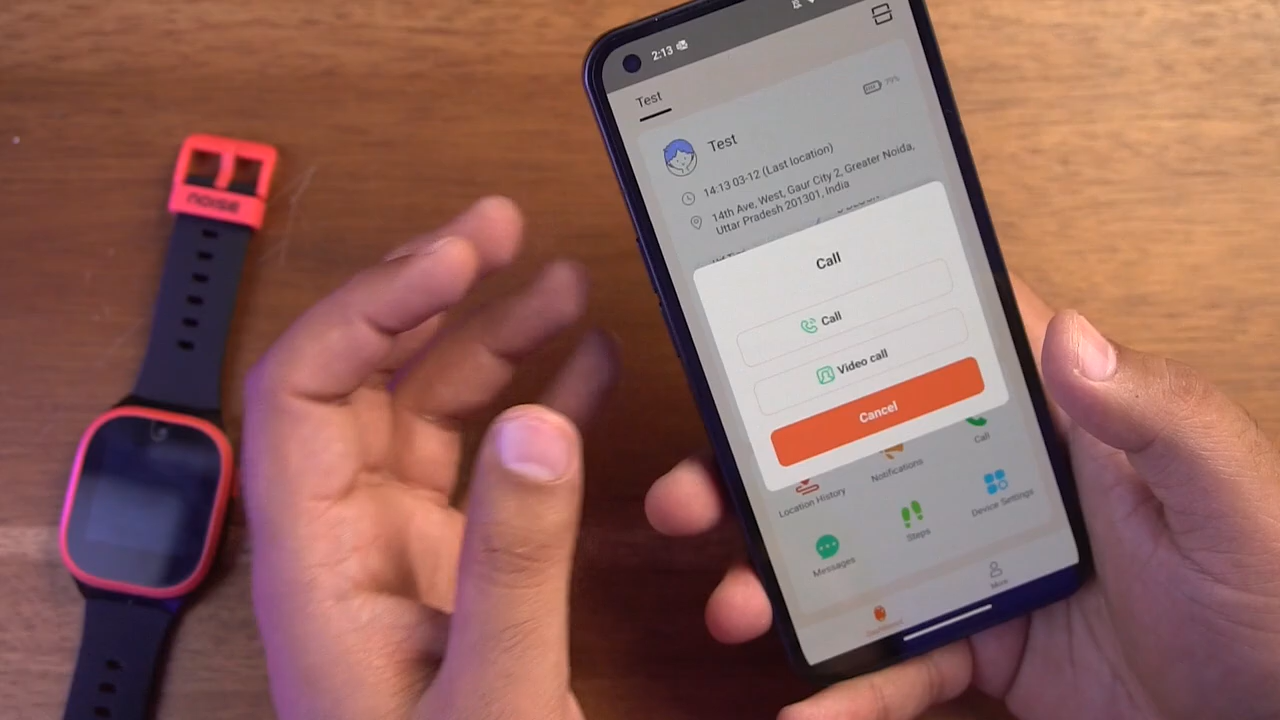 2:13
Test
79%
Test
14:13 03-12 (Last location)
14th Ave, West, Gaur City 2, Greater Noida,
Uttar Pradesh 201301, India
Call
Call
Video call
Cancel
Location History
Notifications
Call
Messages
Steps
Device Settings
More
noise